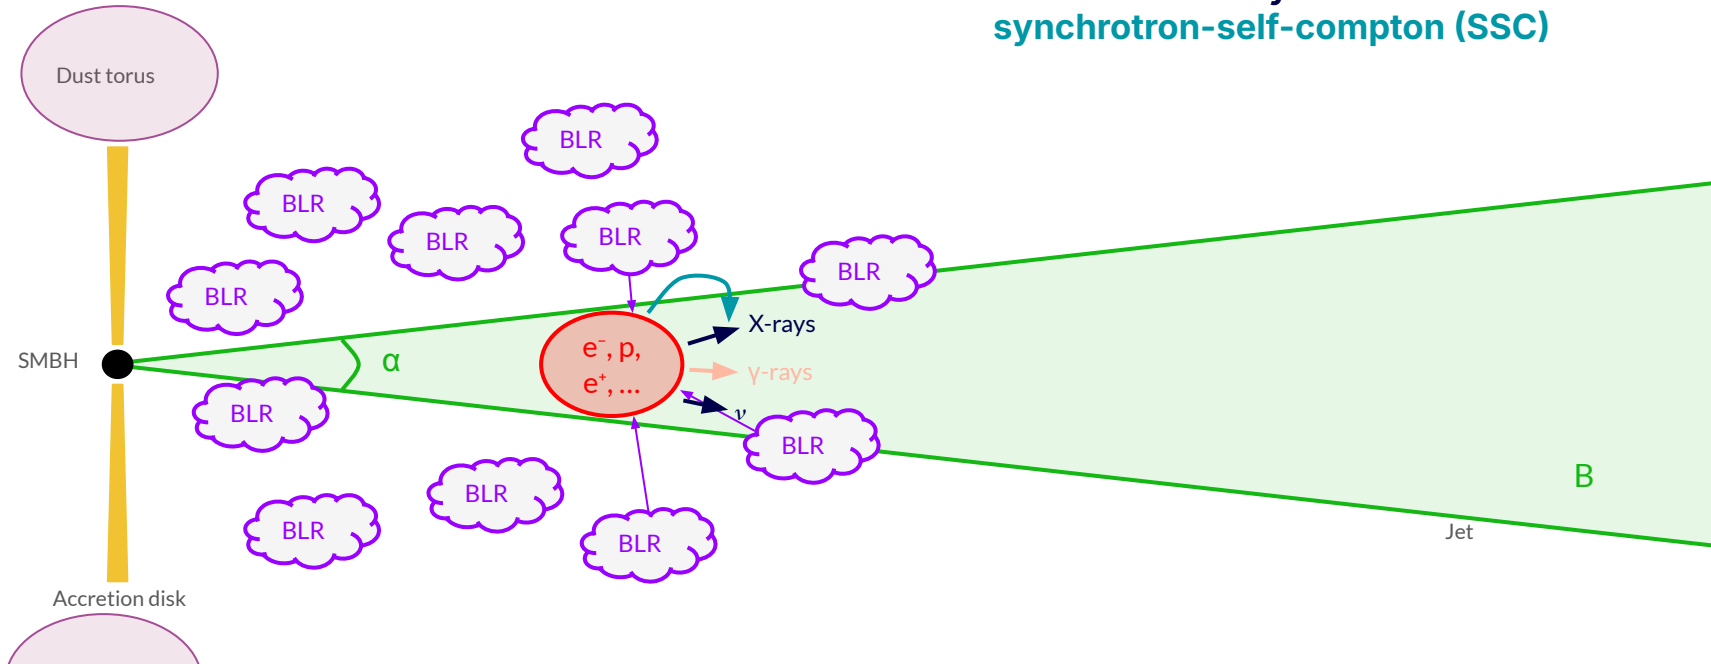 synchrotron-self-compton (SSC)
Dust torus
BLR
BLR
BLR
BLR
BLR
BLR
X-rays
SMBH
α
e⁻, p,
e⁺, ...
γ-rays
ν
BLR
BLR
B
BLR
BLR
Jet
BLR
Accretion disk